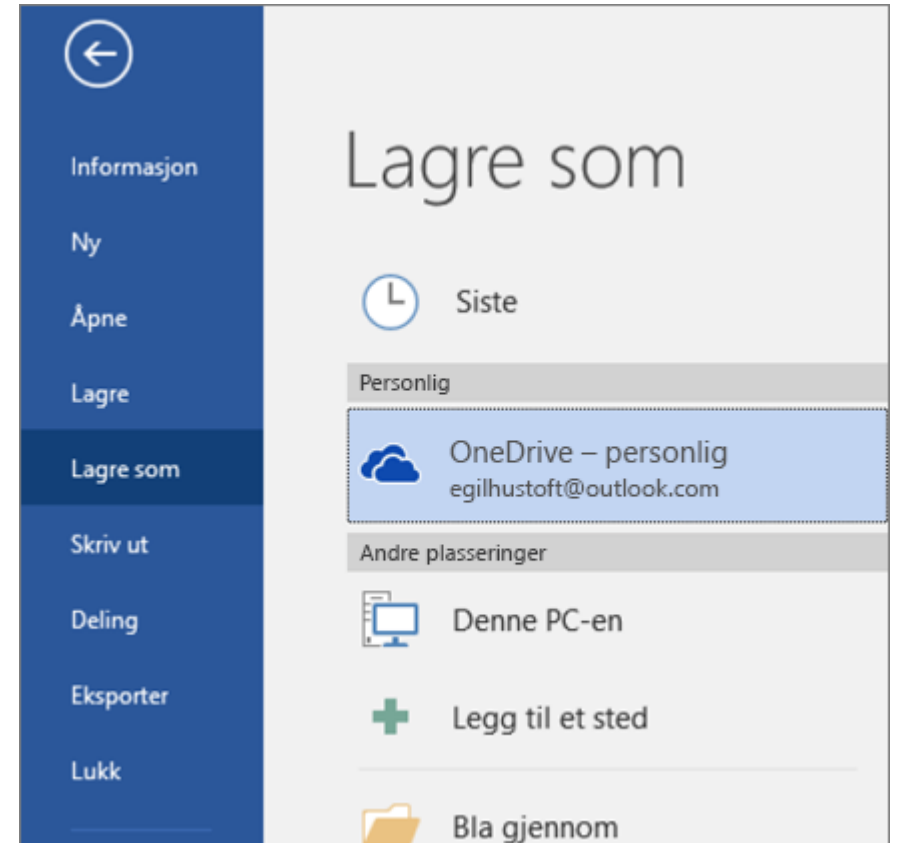 Informasjon
Ny
Åpne
Lagre
Lagre som
Skriv ut
Deling
Eksporter
Lukk
Lagre som
Siste
Personlig
OneDrive – personlig
egilhustoft@outlook.com
Andre plasseringer
Denne PC-en
Legg til et sted
Bla gjennom